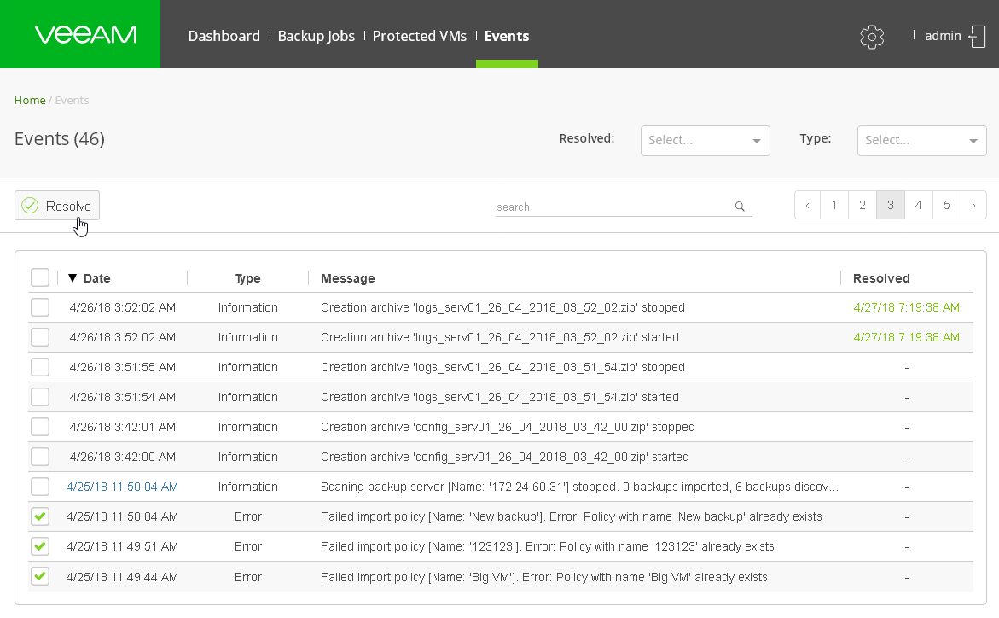 veeAM
Dashboard | Backup Jobs | Protected VMs | Events
| admin
Home / Events
Events (46)
Resolved: Select... Type: Select...
Resolve search ‹ 1 2 3 4 5 ›
▼ Date Type Message Resolved
4/26/18 3:52:02 AM Information Creation archive 'logs_serv01_26_04_2018_03_52_02.zip' stopped 4/27/18 7:19:38 AM
4/26/18 3:52:02 AM Information Creation archive 'logs_serv01_26_04_2018_03_52_02.zip' started 4/27/18 7:19:38 AM
4/26/18 3:51:55 AM Information Creation archive 'logs_serv01_26_04_2018_03_51_54.zip' stopped -
4/26/18 3:51:54 AM Information Creation archive 'logs_serv01_26_04_2018_03_51_54.zip' started -
4/26/18 3:42:01 AM Information Creation archive 'config_serv01_26_04_2018_03_42_00.zip' stopped -
4/26/18 3:42:00 AM Information Creation archive 'config_serv01_26_04_2018_03_42_00.zip' started -
4/25/18 11:50:04 AM Information Scaning backup server [Name: '172.24.60.31'] stopped. 0 backups imported, 6 backups discov... -
4/25/18 11:50:04 AM Error Failed import policy [Name: 'New backup']. Error: Policy with name 'New backup' already exists -
4/25/18 11:49:51 AM Error Failed import policy [Name: '123123']. Error: Policy with name '123123' already exists -
4/25/18 11:49:44 AM Error Failed import policy [Name: 'Big VM']. Error: Policy with name 'Big VM' already exists -